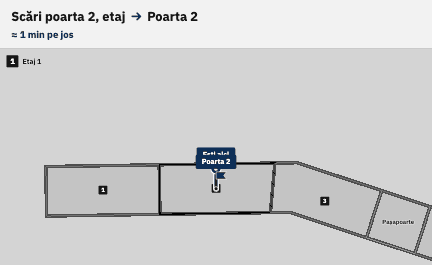 Scări poarta 2, etaj → Poarta 2
≈ 1 min pe jos
1 Etaj 1
Poarta 2
1
3
Pașapoarte